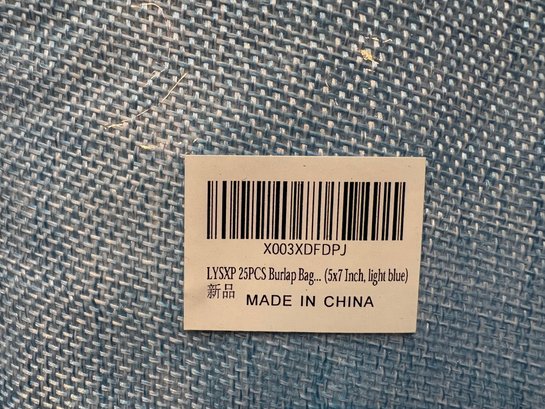 X003XDFDPJ
LYSXP 25PCS Burlap Bag... (5x7 Inch, light blue)
新品
MADE IN CHINA